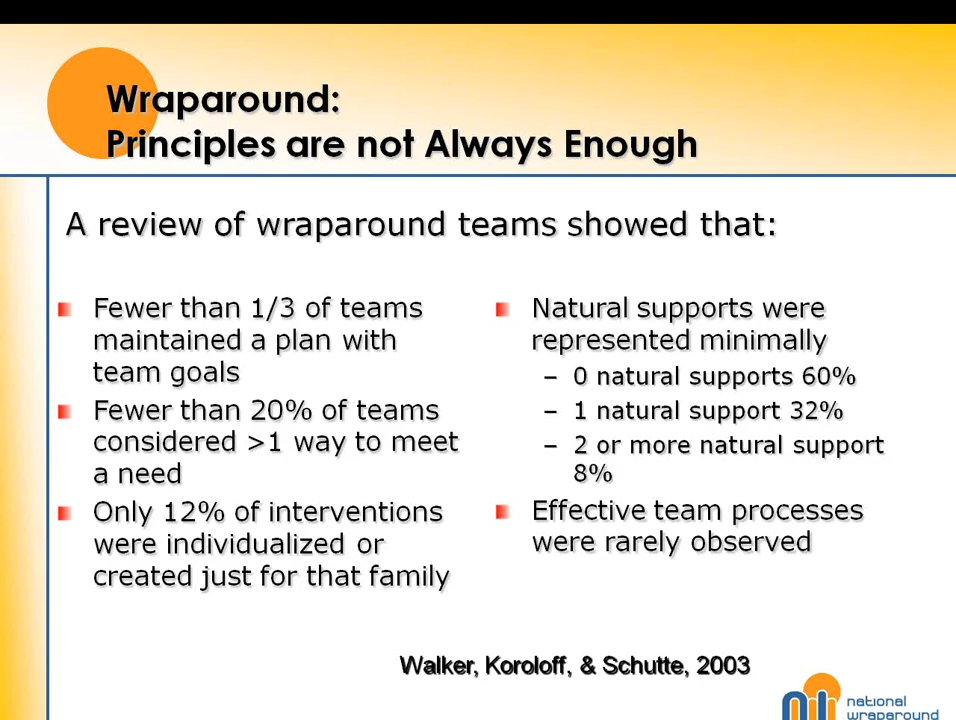 Wraparound:
Principles are not Always Enough
A review of wraparound teams showed that:
Fewer than 1/3 of teams
maintained a plan with
team goals
Fewer than 20% of teams
considered >1 way to meet
a need
Only 12% of interventions
were individualized or
created just for that family
Natural supports were
represented minimally
– 0 natural supports 60%
– 1 natural support 32%
– 2 or more natural support
8%
Effective team processes
were rarely observed
Walker, Koroloff, & Schutte, 2003
national
wraparound